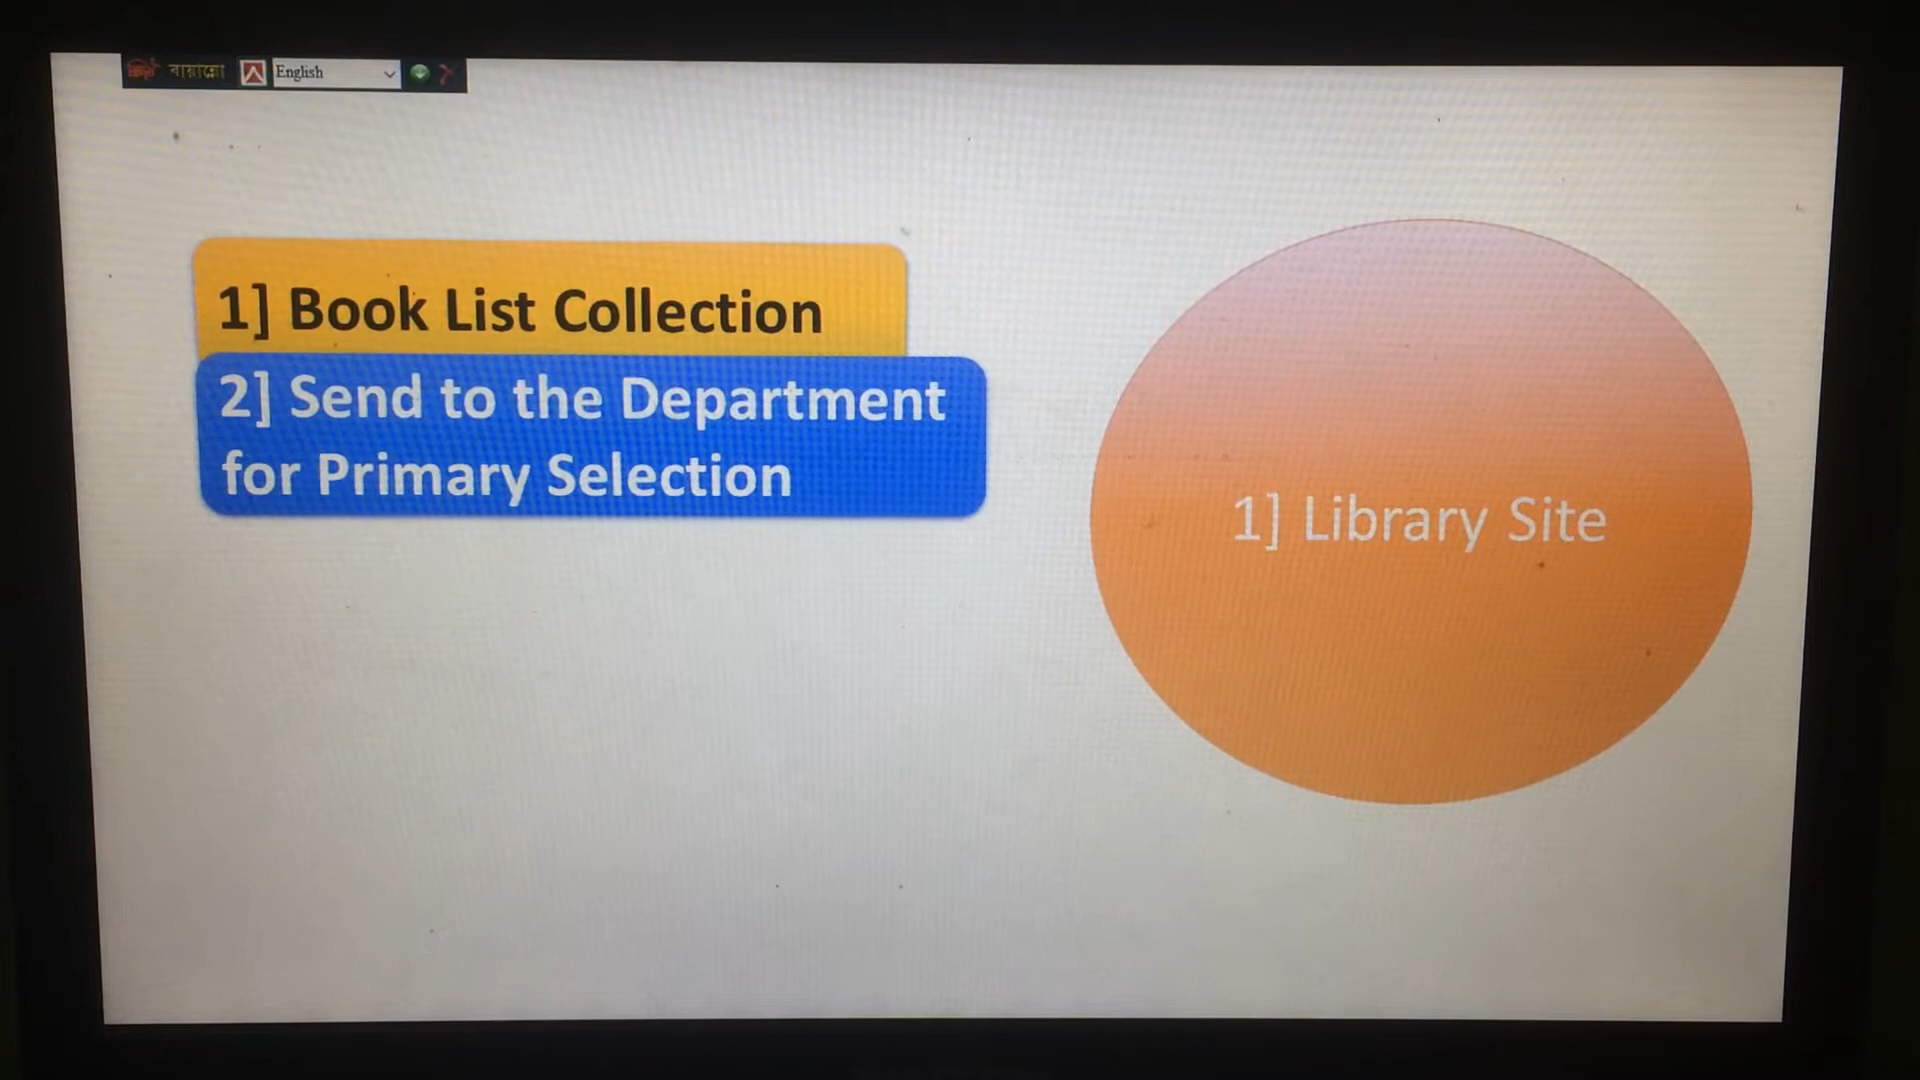 বায়ান্নো English
1] Book List Collection
2] Send to the Department
for Primary Selection
1] Library Site